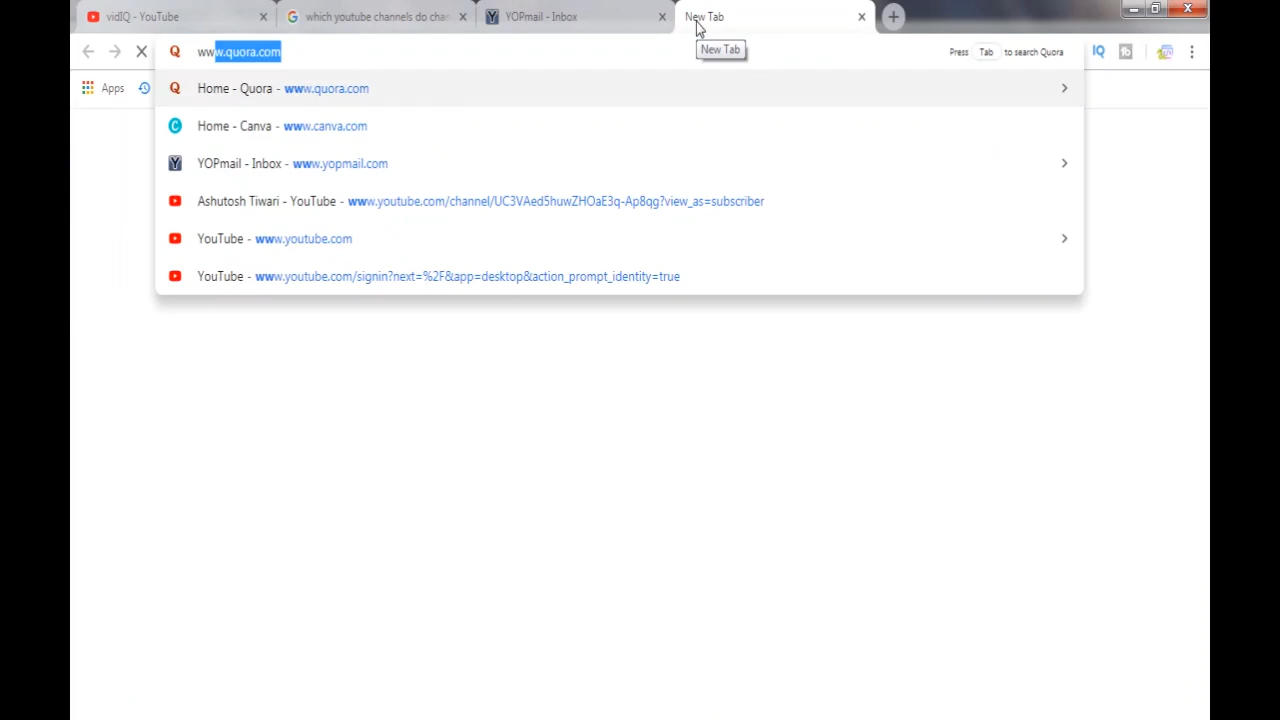 vidIQ - YouTube
which youtube channels do char
YOPmail - Inbox
New Tab
New Tab
www.quora.com
Press Tab to search Quora
Apps
Home - Quora - www.quora.com
Home - Canva - www.canva.com
YOPmail - Inbox - www.yopmail.com
Ashutosh Tiwari - YouTube - www.youtube.com/channel/UC3VAed5huwZHOaE3q-Ap8qg?view_as=subscriber
YouTube - www.youtube.com
YouTube - www.youtube.com/signin?next=%2F&app=desktop&action_prompt_identity=true